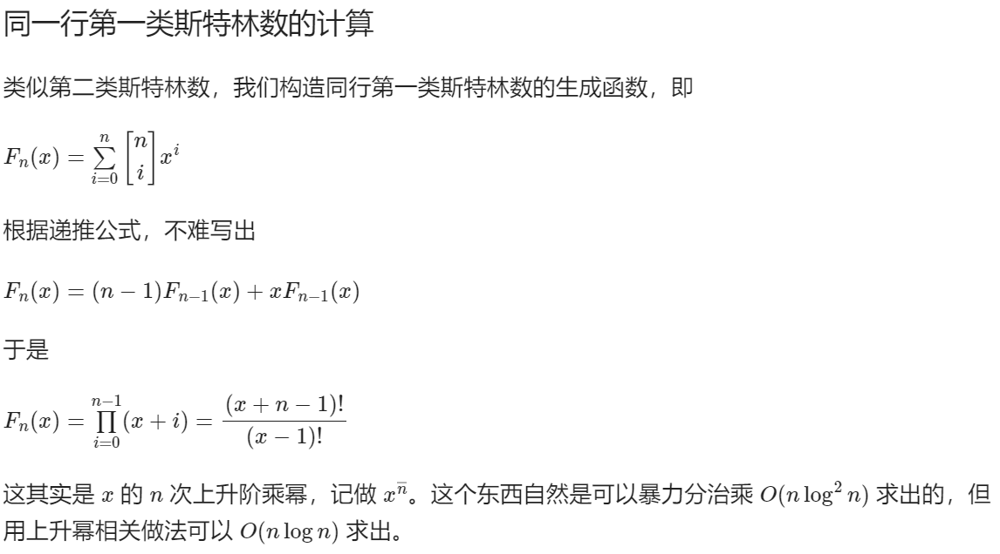 同一行第一类斯特林数的计算
类似第二类斯特林数，我们构造同行第一类斯特林数的生成函数，即
$F_n(x) = \sum\limits_{i=0}^{n} \begin{bmatrix} n \\ i \end{bmatrix} x^i$
根据递推公式，不难写出
$F_n(x) = (n-1)F_{n-1}(x) + xF_{n-1}(x)$
于是
$F_n(x) = \prod\limits_{i=0}^{n-1} (x+i) = \frac{(x+n-1)!}{(x-1)!}$
这其实是 $x$ 的 $n$ 次上升阶乘幂，记做 $x^{\overline{n}}$。这个东西自然是可以暴力分治乘 $O(n \log^2 n)$ 求出的，但
用上升幂相关做法可以 $O(n \log n)$ 求出。